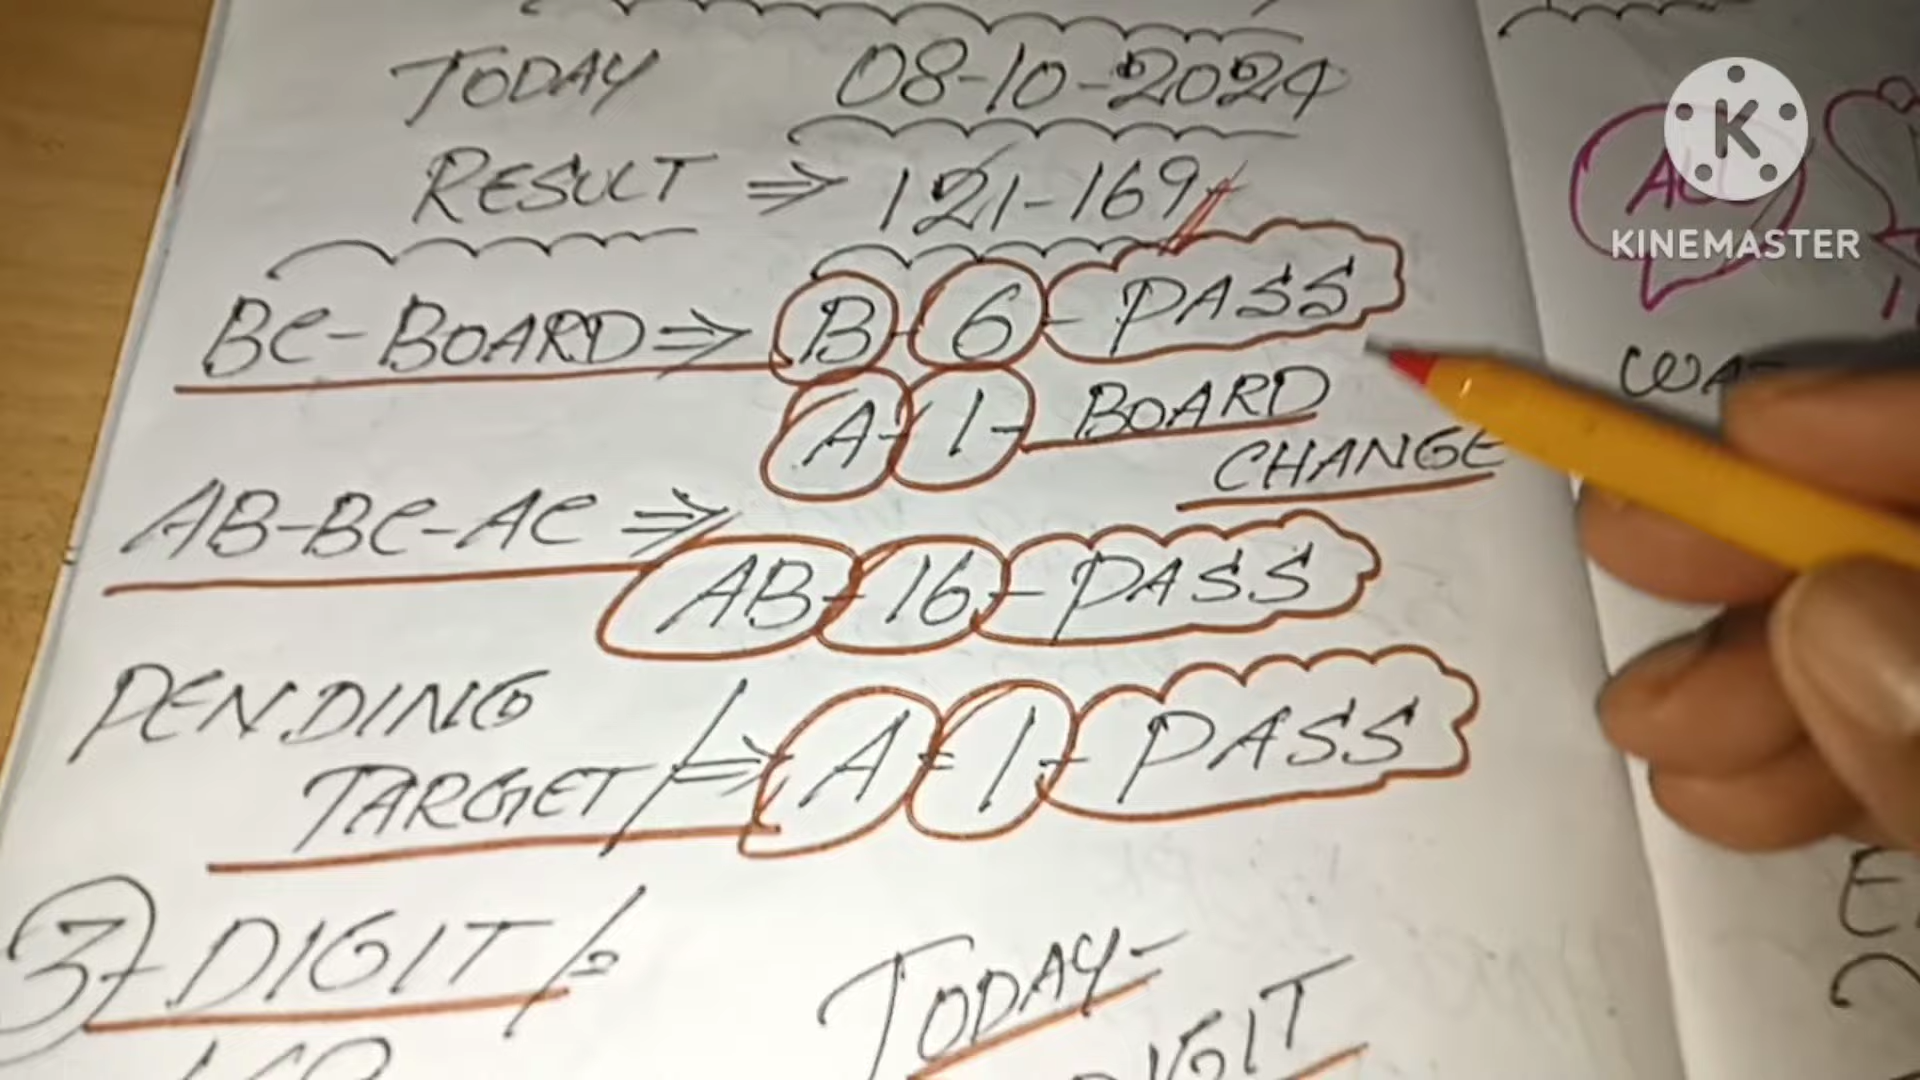 TODAY 08-10-2024
RESULT ⇒ 121-169
BC-BOARD ⇒ B-6-PASS
A-1-BOARD
CHANGE
AB-BC-AC ⇒
AB-16-PASS
PENDING
TARGET/⇒ A-1-PASS
3-DIGIT/=
TODAY-
DIGIT
K
KINEMASTER